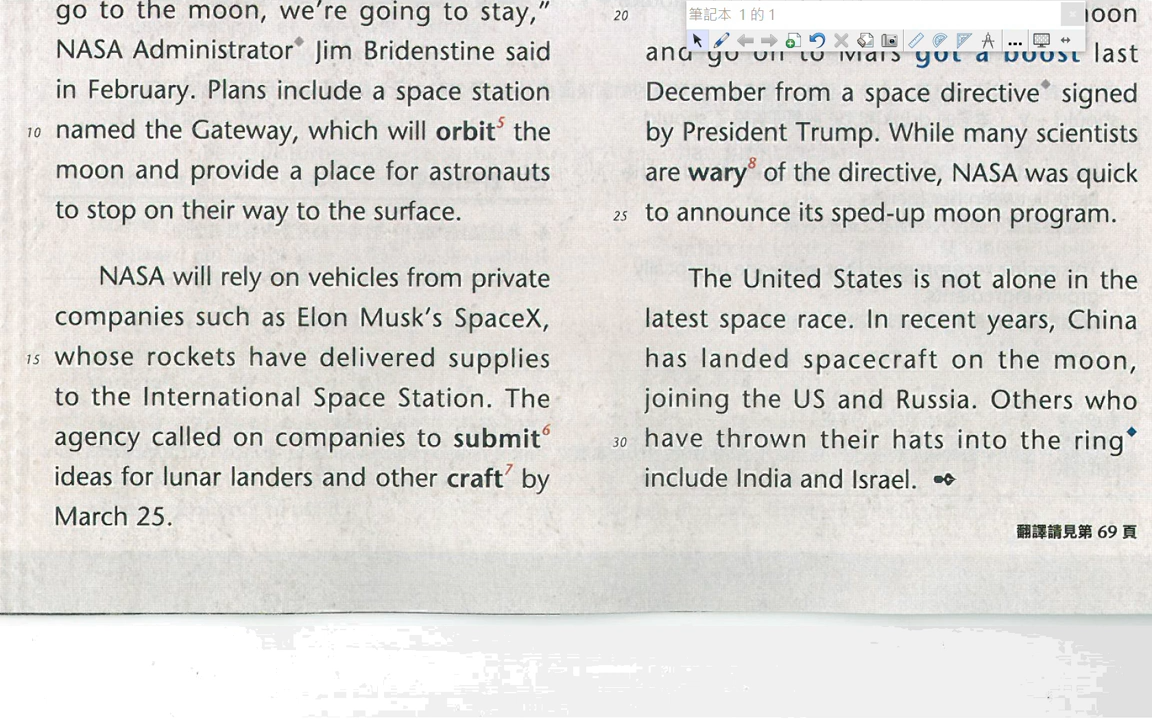 go to the moon, we're going to stay,”
NASA Administrator◆ Jim Bridenstine said
in February. Plans include a space station
10 named the Gateway, which will orbit5 the
moon and provide a place for astronauts
to stop on their way to the surface.
NASA will rely on vehicles from private
companies such as Elon Musk's SpaceX,
15 whose rockets have delivered supplies
to the International Space Station. The
agency called on companies to submit6
ideas for lunar landers and other craft7 by
March 25.
筆記本 1 的 1
20
and go on to Mars got a boost last
December from a space directive◆ signed
by President Trump. While many scientists
are wary8 of the directive, NASA was quick
25 to announce its sped-up moon program.
The United States is not alone in the
latest space race. In recent years, China
has landed spacecraft on the moon,
joining the US and Russia. Others who
30 have thrown their hats into the ring◆
include India and Israel.
翻譯請見第 69 頁